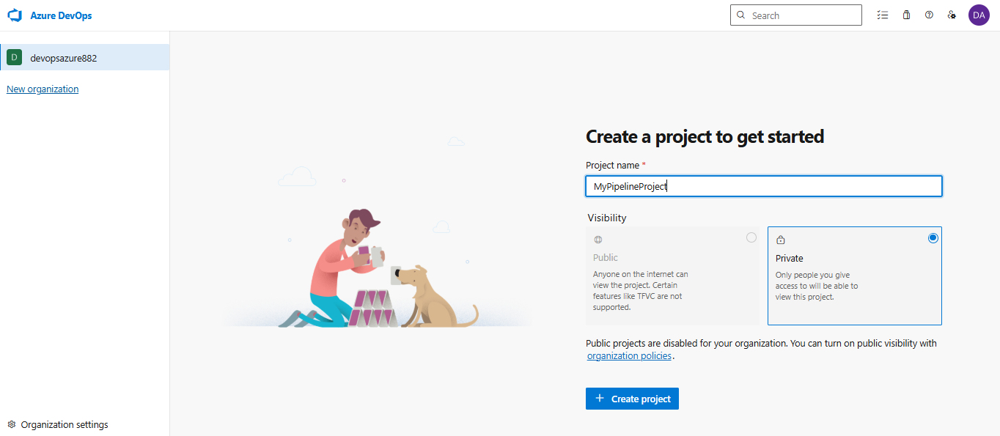 Azure DevOps
Search
DA
D
devopsazure882
New organization
Create a project to get started
Project name *
MyPipelineProject
Visibility
Public
Anyone on the internet can
view the project. Certain
features like TFVC are not
supported.
Private
Only people you give
access to will be able to
view this project.
Public projects are disabled for your organization. You can turn on public visibility with
organization policies.
+ Create project
Organization settings